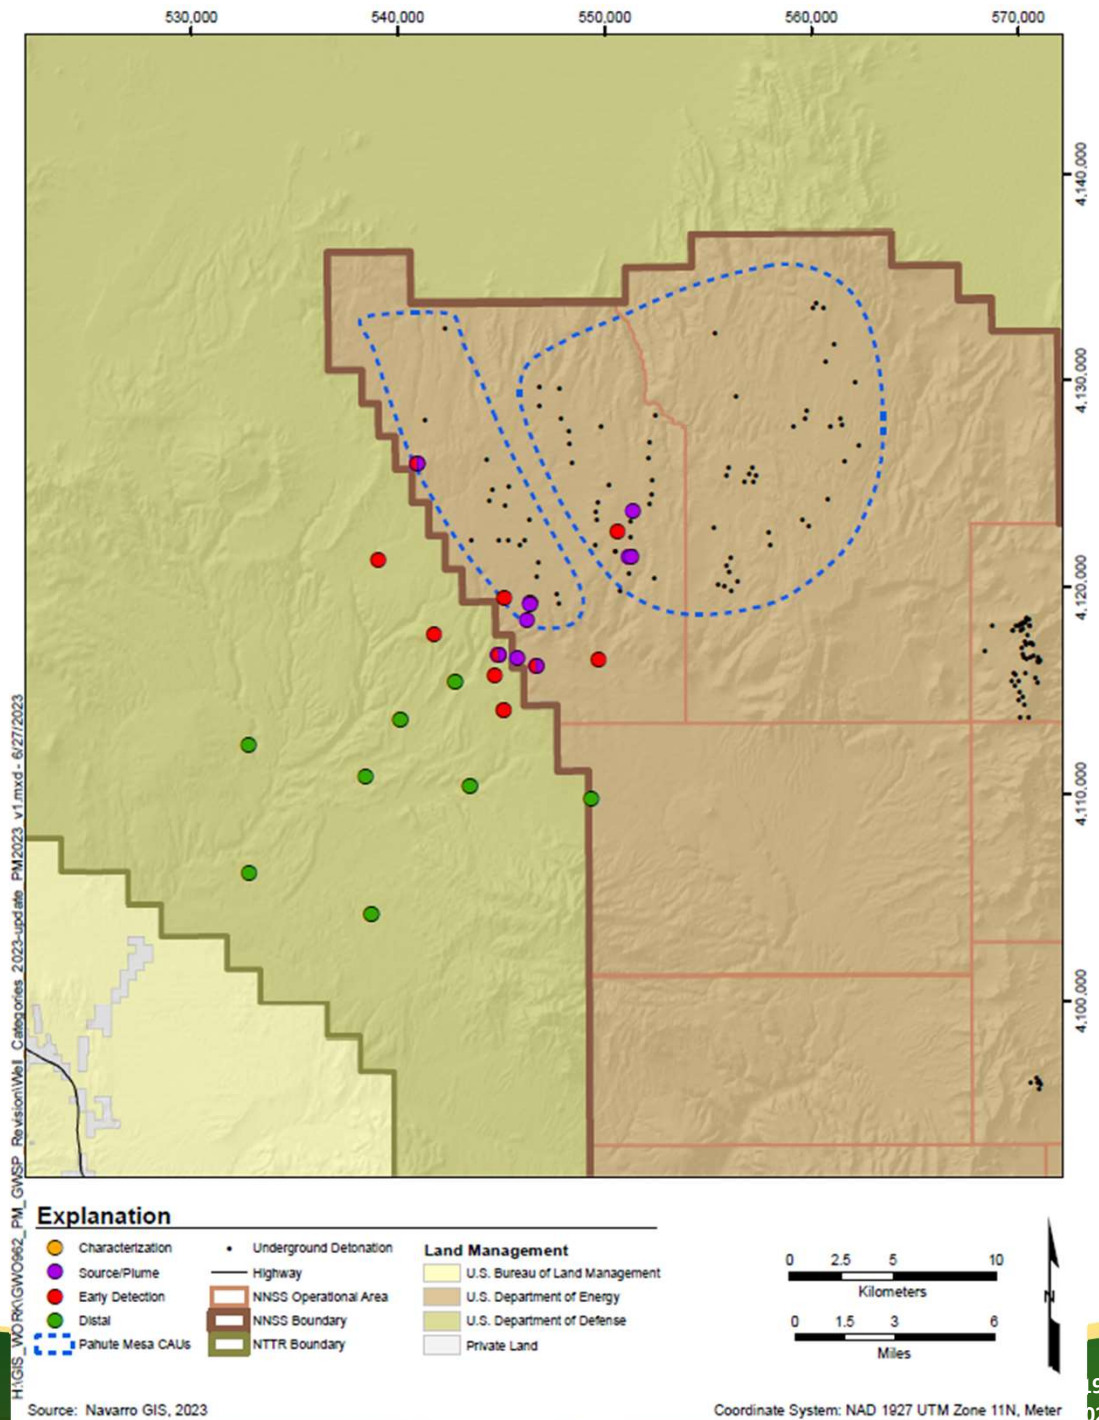 530,000 540,000 550,000 560,000 570,000
4,140,000
4,130,000
4,120,000
4,110,000
4,100,000
H:\GIS_WORK\GWO962_PM_GWSP_Revision\Well_Categories_2023-update_PM2023_v1.mxd - 6/27/2023
Explanation
Characterization
Source/Plume
Early Detection
Distal
Pahute Mesa CAUs
Underground Detonation
Highway
NNSS Operational Area
NNSS Boundary
NTTR Boundary
Land Management
U.S. Bureau of Land Management
U.S. Department of Energy
U.S. Department of Defense
Private Land
0 2.5 5 10
Kilometers
0 1.5 3 6
Miles
N
Source: Navarro GIS, 2023
Coordinate System: NAD 1927 UTM Zone 11N, Meter